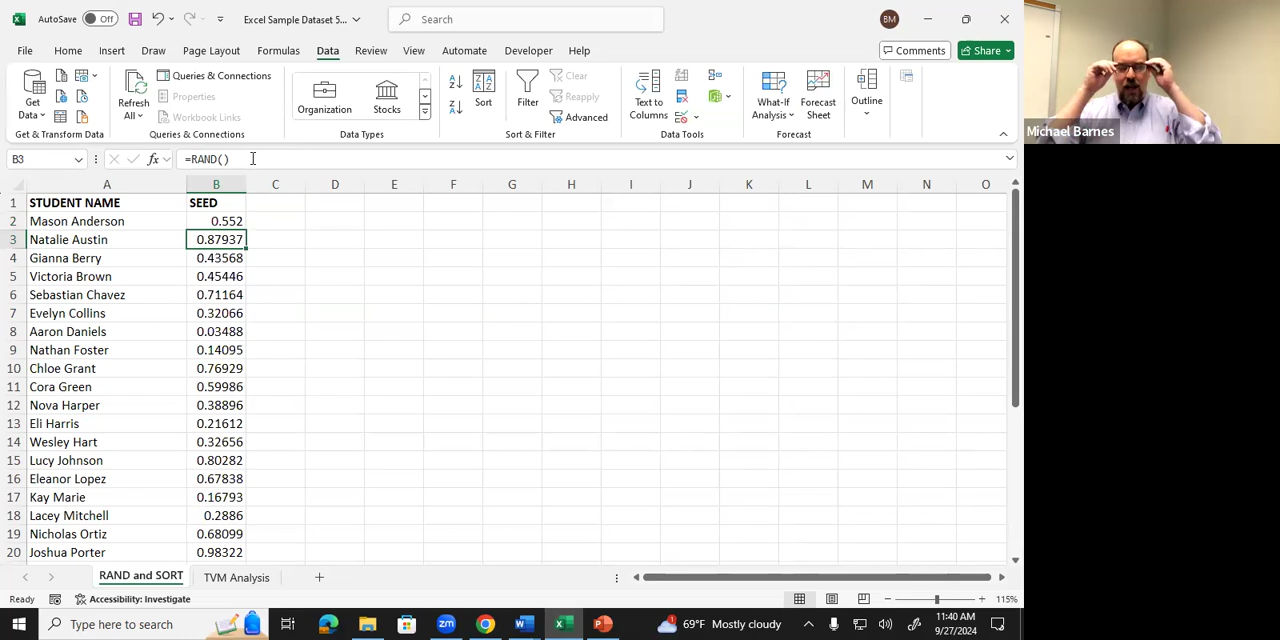 AutoSave Off Excel Sample Dataset 5... Search BM
File Home Insert Draw Page Layout Formulas Data Review View Automate Developer Help Comments Share
Get Data Refresh All Queries & Connections Properties Workbook Links Organization Stocks Sort Filter Clear Reapply Advanced Text to Columns What-If Analysis Forecast Sheet Outline
Get & Transform Data Queries & Connections Data Types Sort & Filter Data Tools Forecast
Michael Barnes
B3 fx =RAND()
A B C D E F G H I J K L M N O
1 STUDENT NAME SEED
2 Mason Anderson 0.552
3 Natalie Austin 0.87937
4 Gianna Berry 0.43568
5 Victoria Brown 0.45446
6 Sebastian Chavez 0.71164
7 Evelyn Collins 0.32066
8 Aaron Daniels 0.03488
9 Nathan Foster 0.14095
10 Chloe Grant 0.76929
11 Cora Green 0.59986
12 Nova Harper 0.38896
13 Eli Harris 0.21612
14 Wesley Hart 0.32656
15 Lucy Johnson 0.80282
16 Eleanor Lopez 0.67838
17 Kay Marie 0.16793
18 Lacey Mitchell 0.2886
19 Nicholas Ortiz 0.68099
20 Joshua Porter 0.98322
RAND and SORT TVM Analysis
Ready Accessibility: Investigate 115%
Type here to search 69°F Mostly cloudy 11:40 AM
9/27/2024